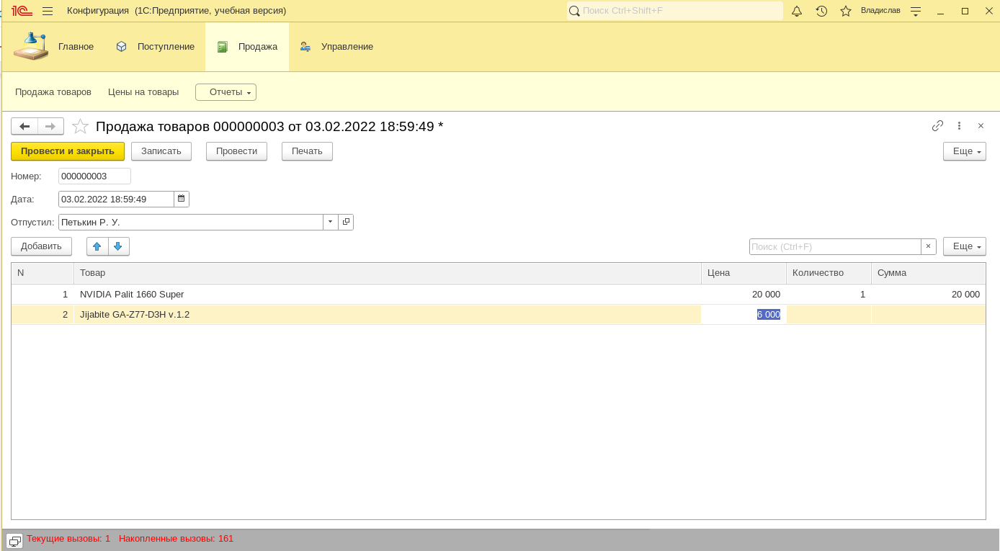 1С Конфигурация (1С:Предприятие, учебная версия) Поиск Ctrl+Shift+F Владислав
Главное Поступление Продажа Управление
Продажа товаров Цены на товары Отчеты
Продажа товаров 000000003 от 03.02.2022 18:59:49 *
Провести и закрыть Записать Провести Печать Еще
Номер: 000000003
Дата: 03.02.2022 18:59:49
Отпустил: Петькин Р. У.
Добавить Поиск (Ctrl+F) × Еще
N Товар Цена Количество Сумма
1 NVIDIA Palit 1660 Super 20 000 1 20 000
2 Jijabite GA-Z77-D3H v.1.2 6 000
Текущие вызовы: 1 Накопленные вызовы: 161